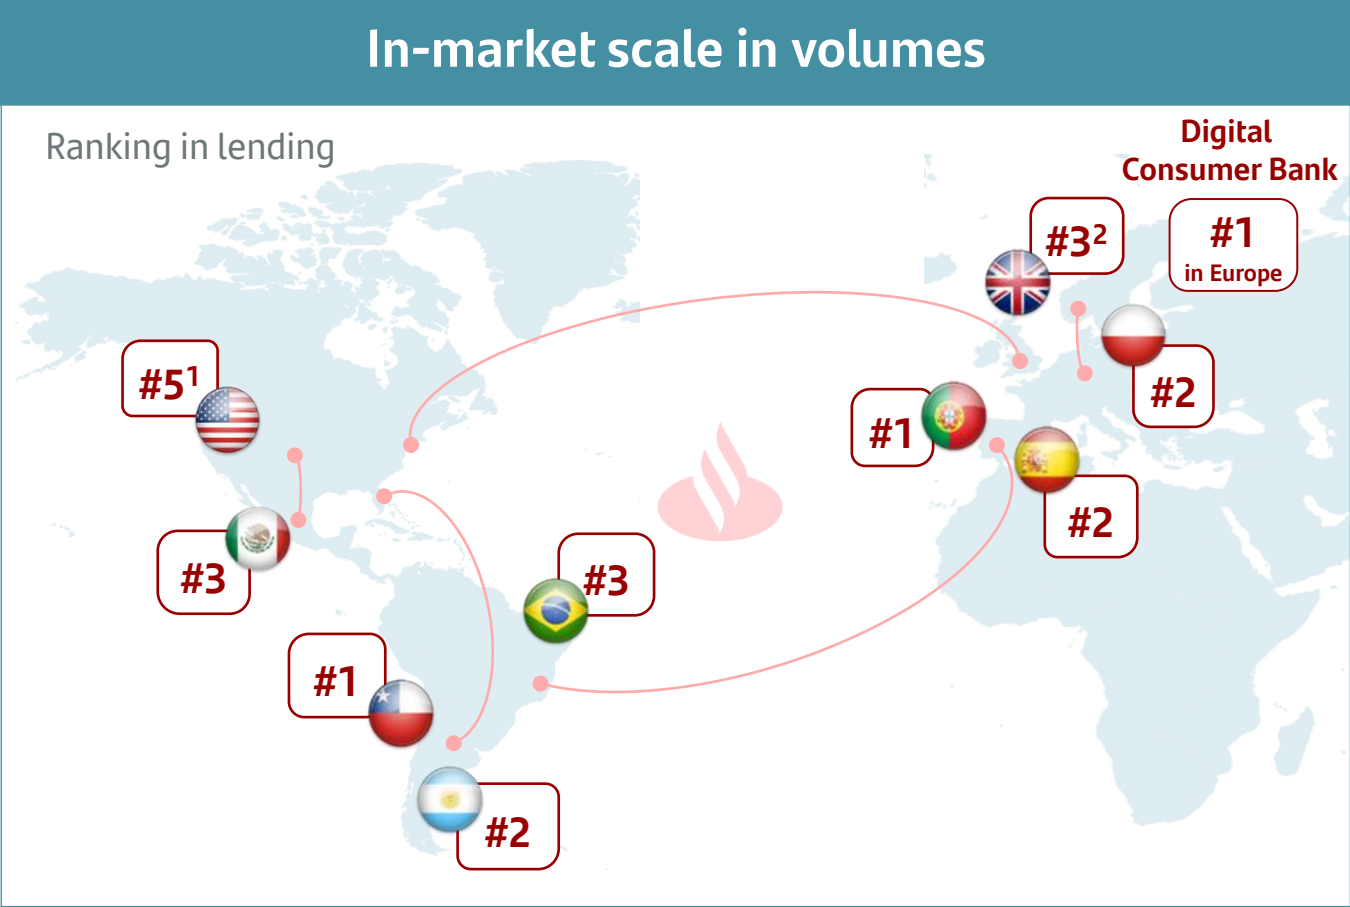 In-market scale in volumes
Ranking in lending
Digital
Consumer Bank
#1
in Europe
#3²
#2
#5¹
#1
#2
#3
#3
#1
#2